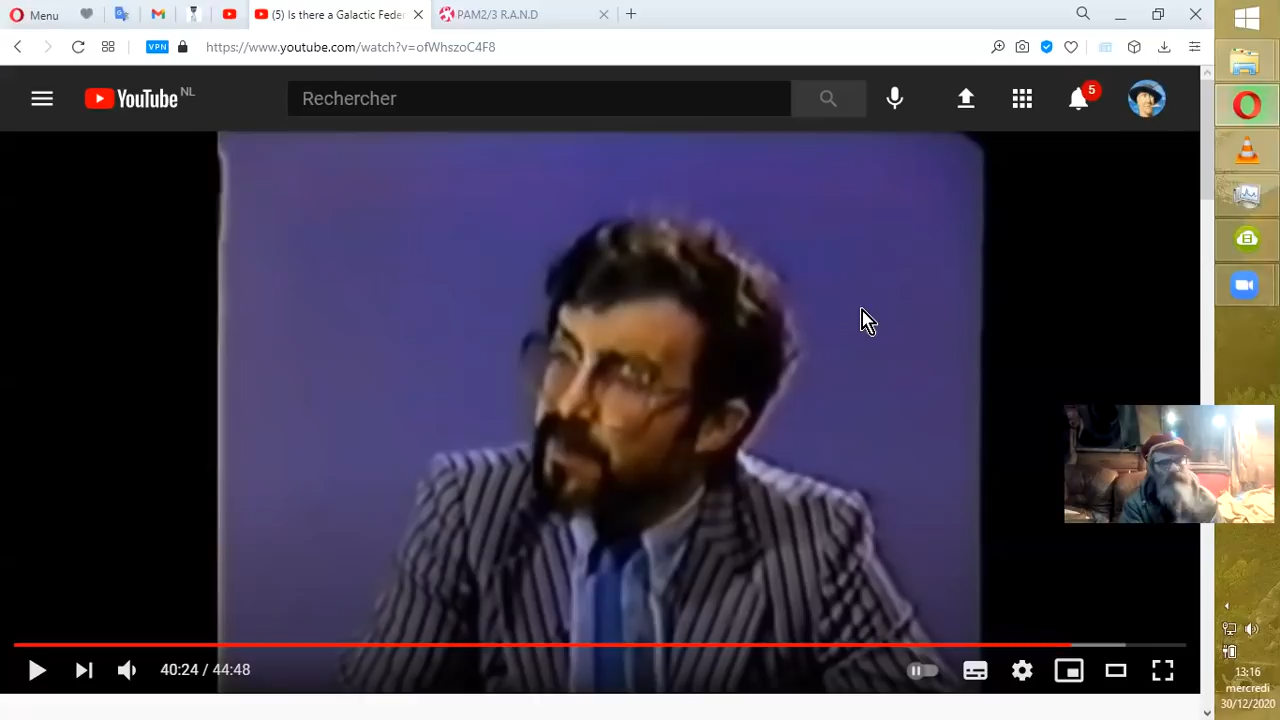 Menu
(5) Is there a Galactic Feder
PAM2/3 R.A.N.D
VPN
https://www.youtube.com/watch?v=ofWhszoC4F8
YouTube NL
Rechercher
5
40:24 / 44:48
13:16
mercredi
30/12/2020